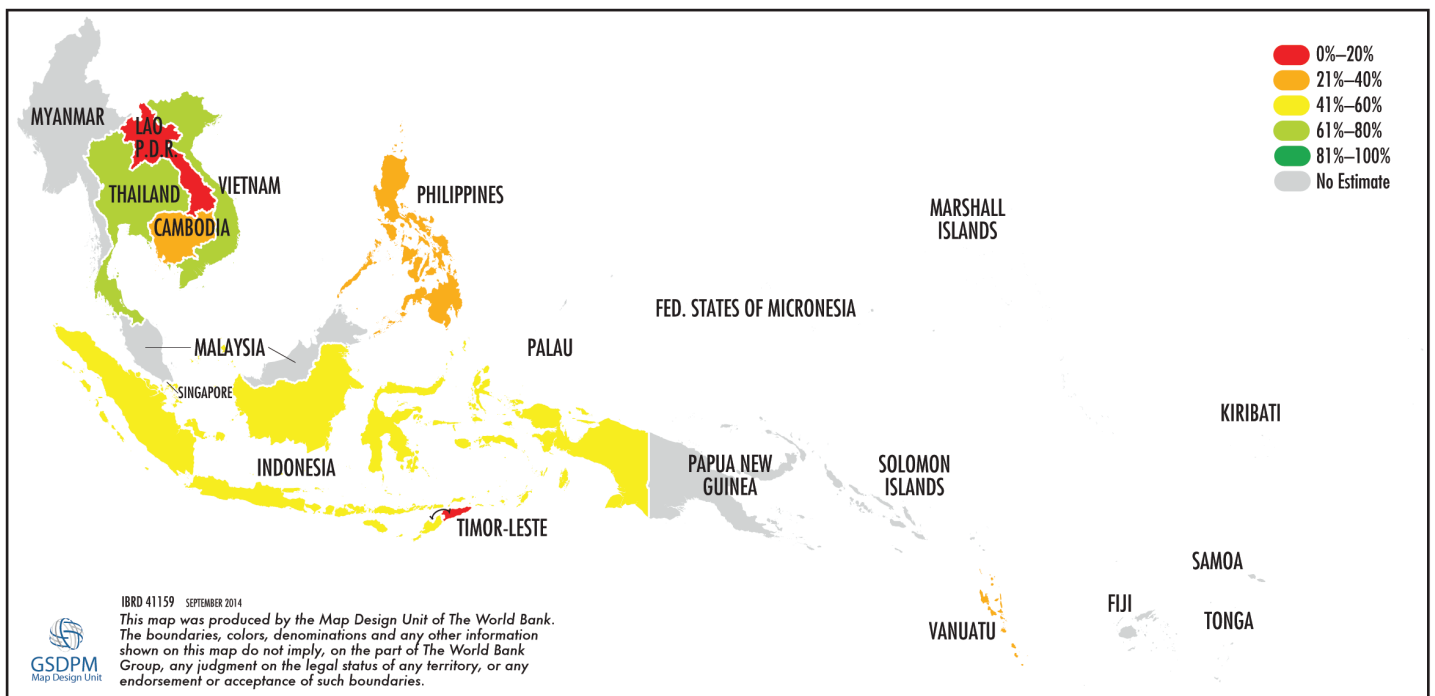 0%–20%
21%–40%
41%–60%
61%–80%
81%–100%
No Estimate
MYANMAR
LAO
P.D.R.
THAILAND
VIETNAM
CAMBODIA
PHILIPPINES
MARSHALL
ISLANDS
FED. STATES OF MICRONESIA
PALAU
MALAYSIA
SINGAPORE
KIRIBATI
INDONESIA
PAPUA NEW
GUINEA
SOLOMON
ISLANDS
TIMOR-LESTE
SAMOA
FIJI
TONGA
VANUATU
IBRD 41159 SEPTEMBER 2014
This map was produced by the Map Design Unit of The World Bank.
The boundaries, colors, denominations and any other information
shown on this map do not imply, on the part of The World Bank
Group, any judgment on the legal status of any territory, or any
endorsement or acceptance of such boundaries.
GSDPM
Map Design Unit